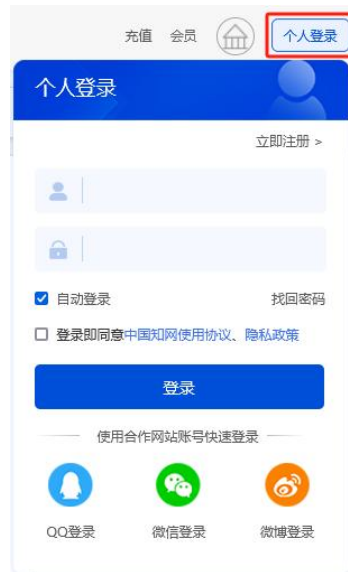 充值 会员 个人登录
个人登录
立即注册 >
自动登录 找回密码
登录即同意中国知网使用协议、隐私政策
登录
使用合作网站账号快速登录
QQ登录 微信登录 微博登录